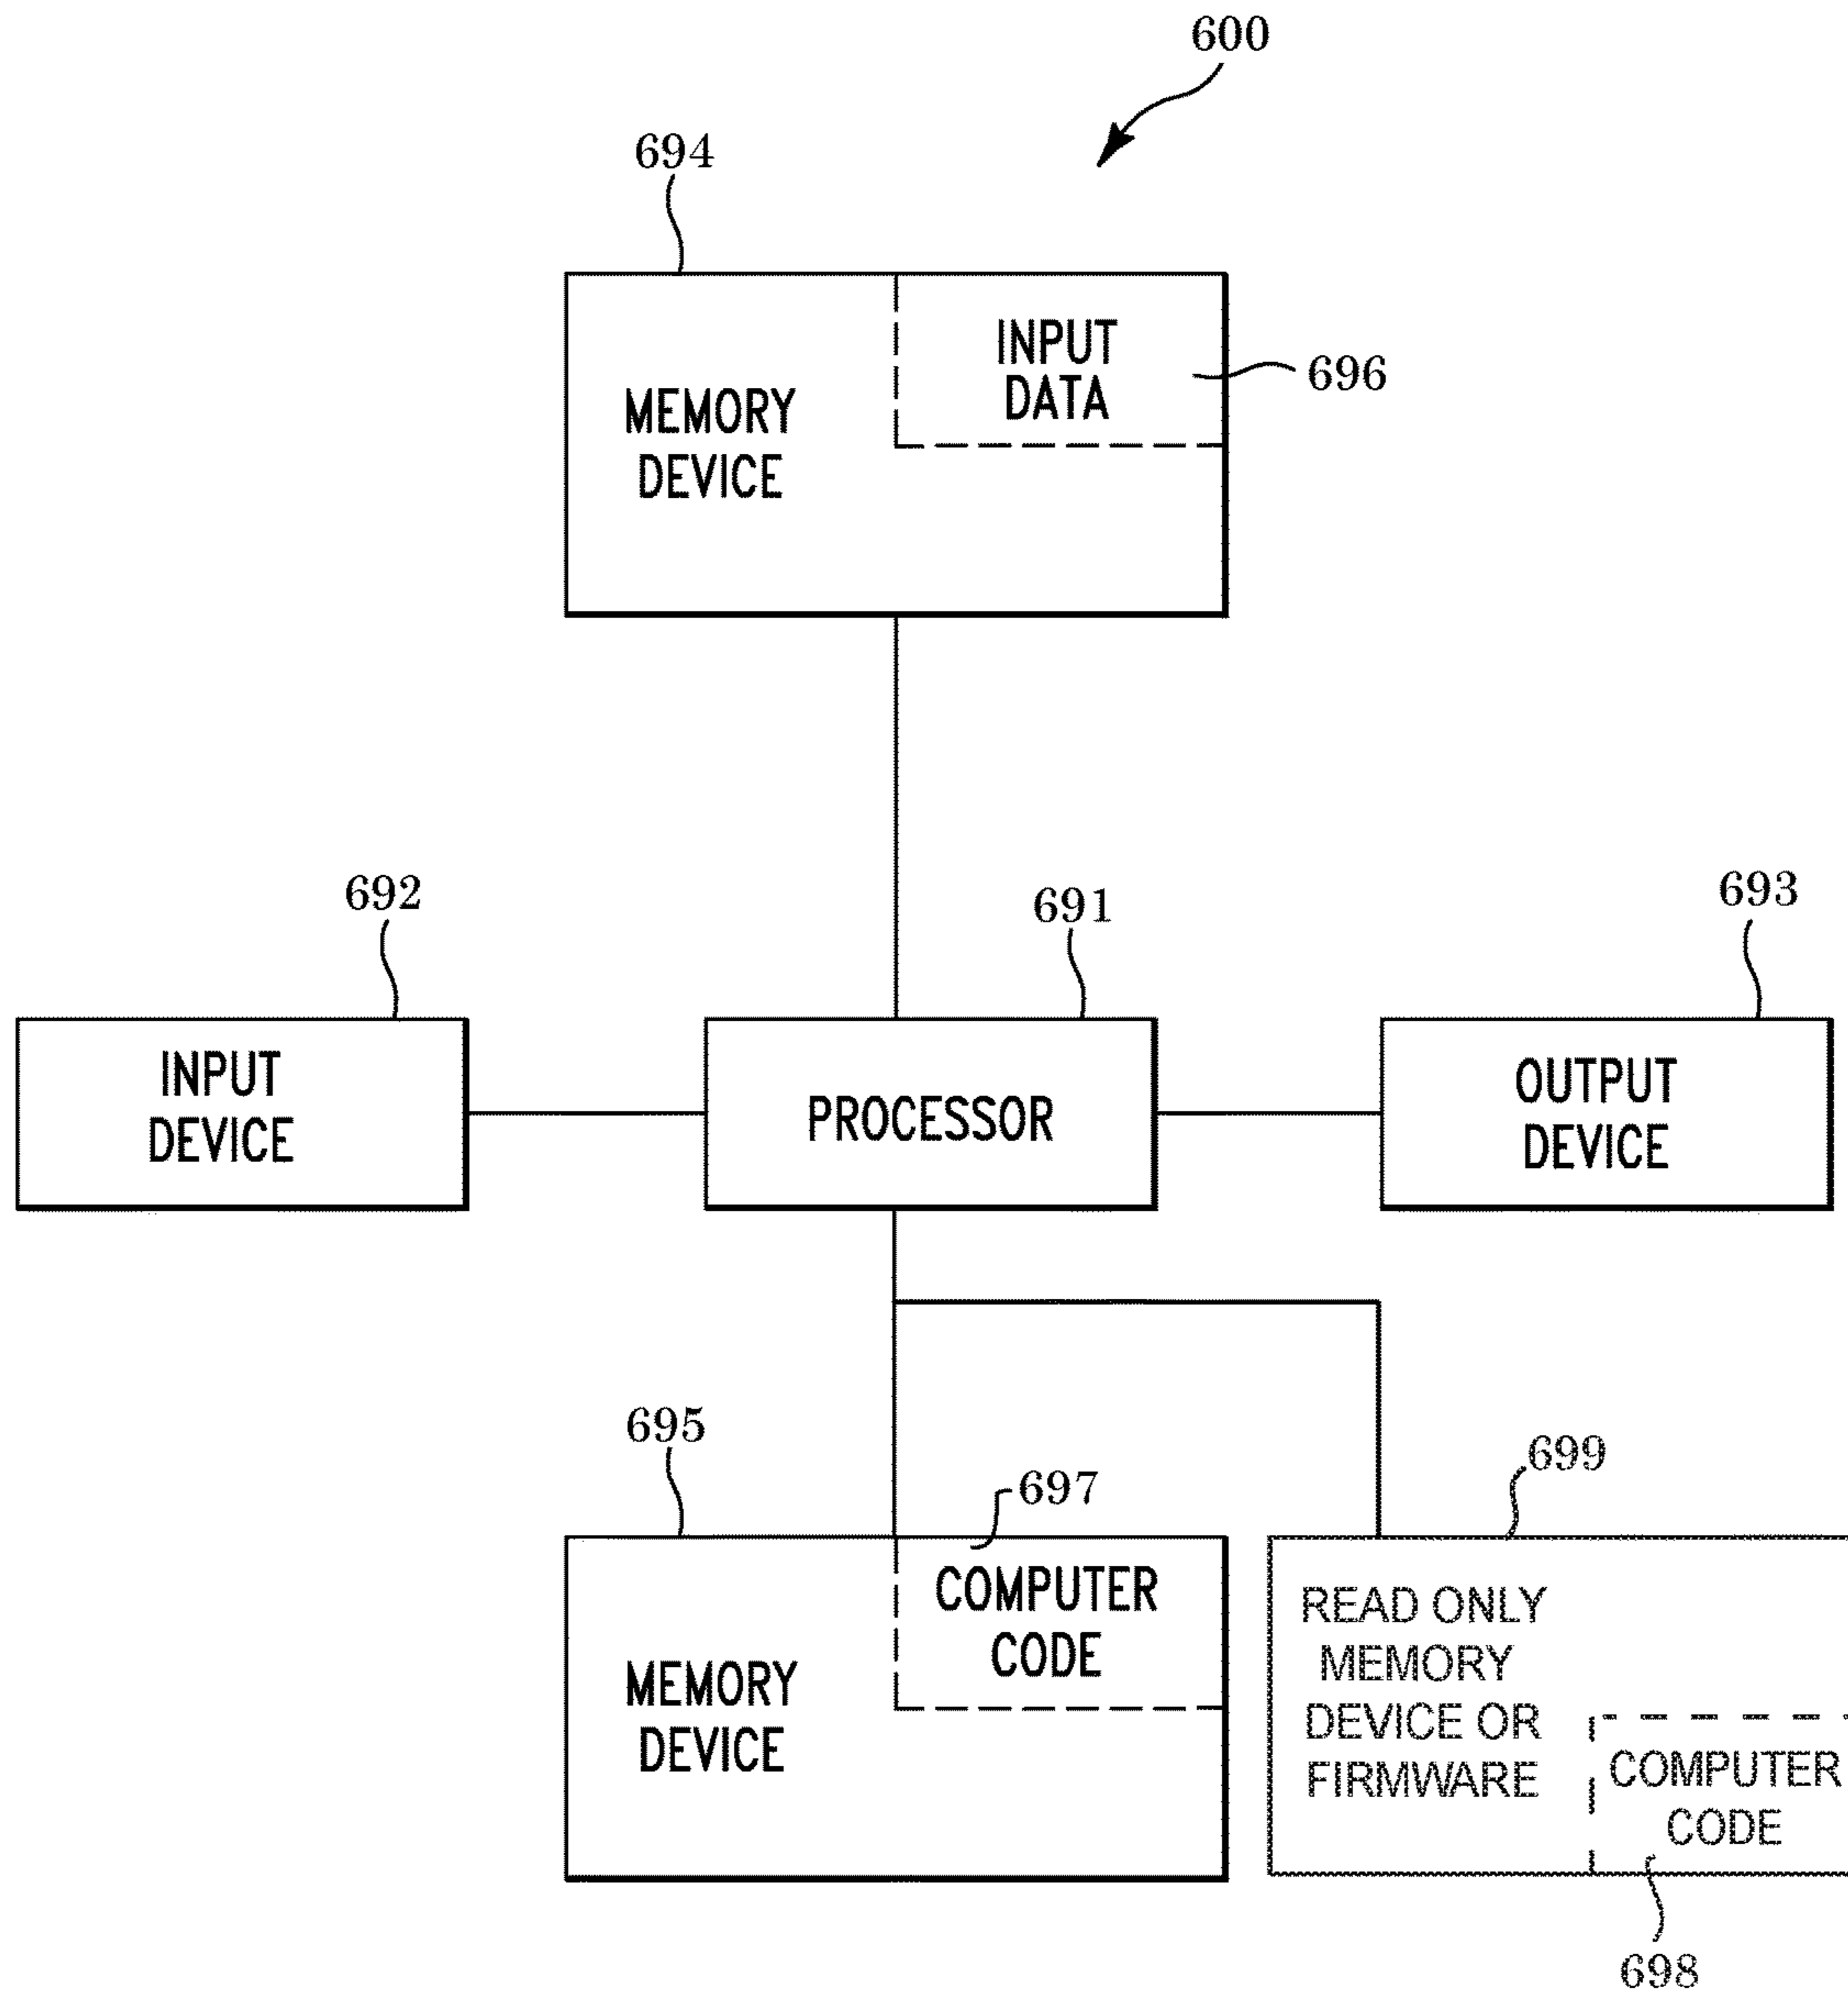 600
694
INPUT
DATA
696
MEMORY
DEVICE
692
691
693
INPUT
DEVICE
PROCESSOR
OUTPUT
DEVICE
695
697
699
COMPUTER
CODE
MEMORY
DEVICE
READ ONLY
MEMORY
DEVICE OR
FIRMWARE
COMPUTER
CODE
698